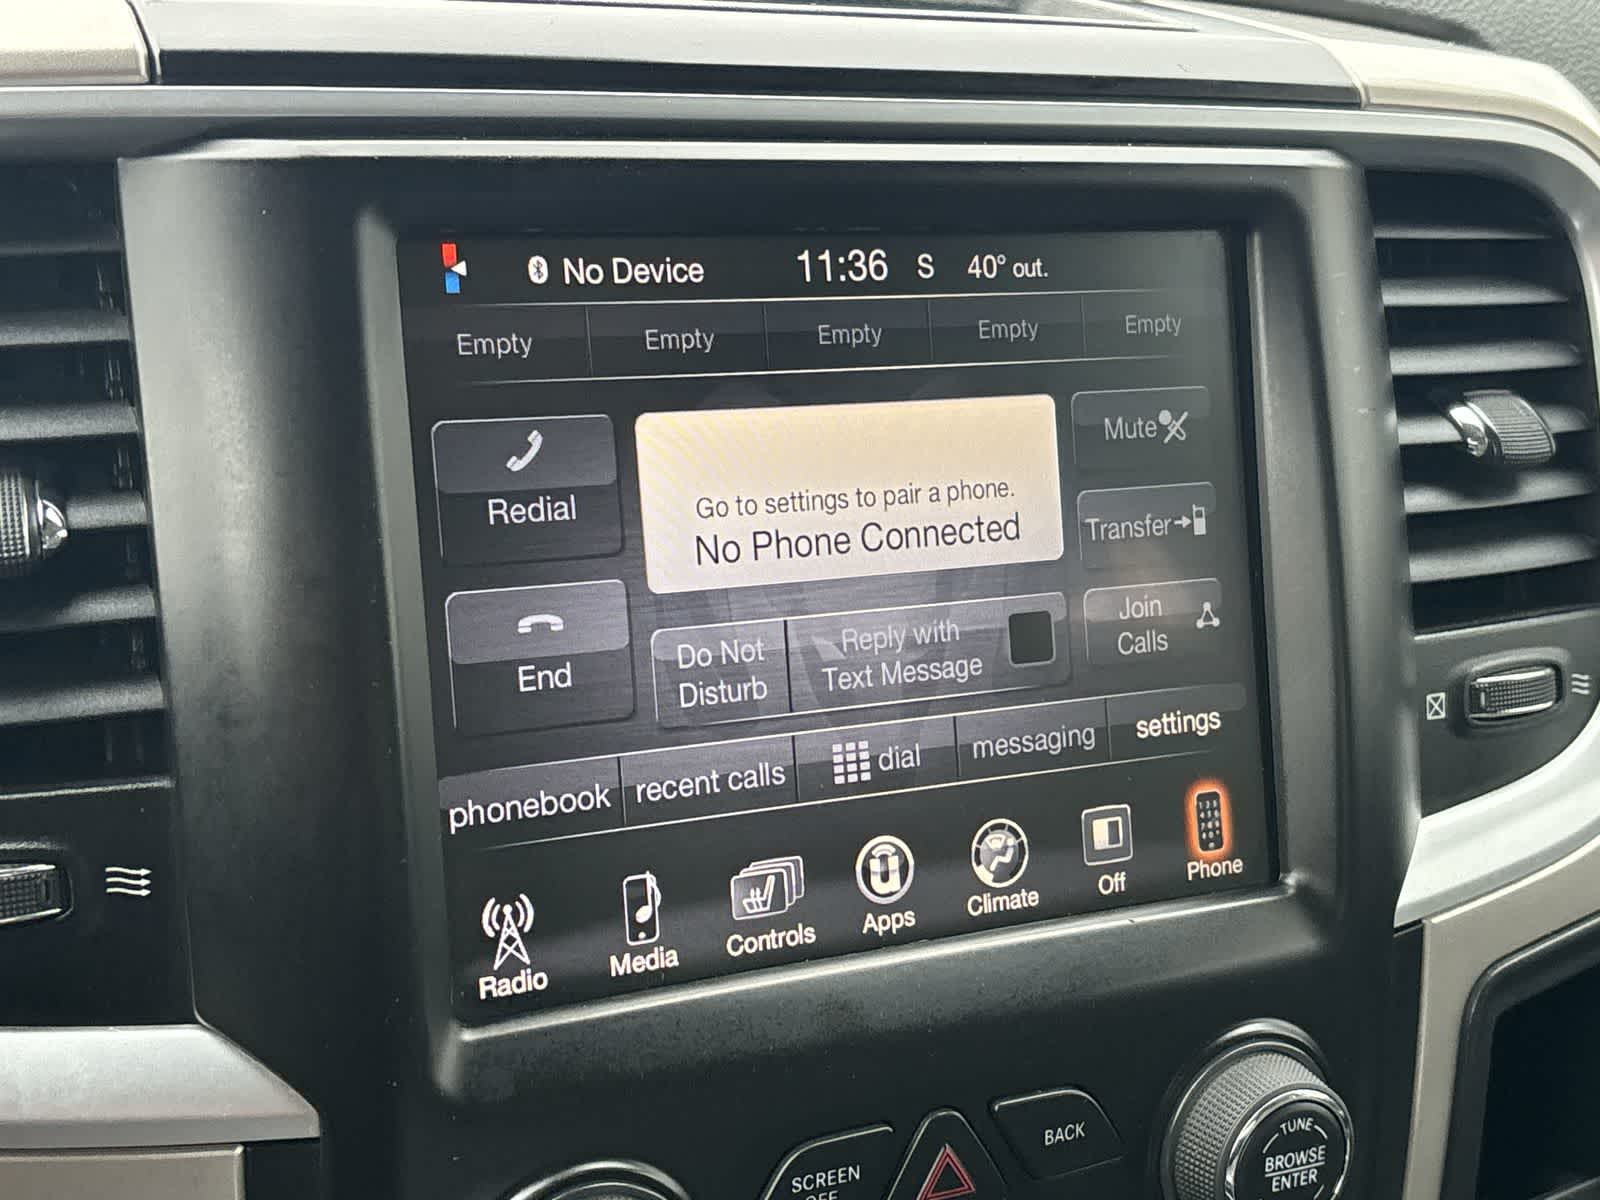 No Device 11:36 S 40° out.
Empty Empty Empty Empty Empty
Redial
Go to settings to pair a phone.
No Phone Connected
Mute
Transfer
End
Do Not
Disturb
Reply with
Text Message
Join
Calls
phonebook recent calls dial messaging settings
Radio Media Controls Apps Climate Off Phone
SCREEN
OFF
BACK
TUNE
BROWSE
ENTER